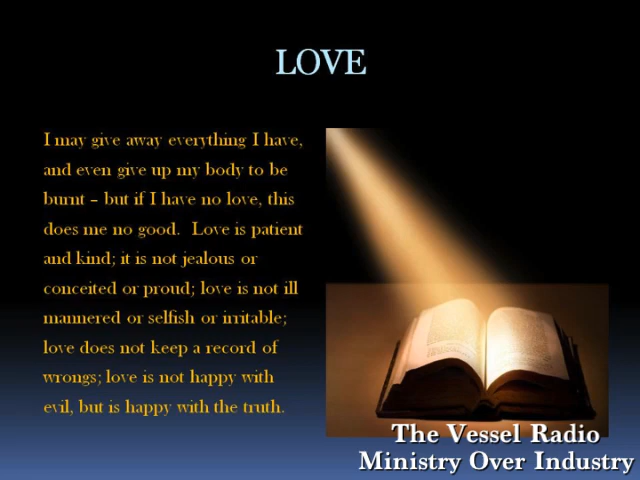 LOVE
I may give away everything I have,
and even give up my body to be
burnt – but if I have no love, this
does me no good.  Love is patient
and kind; it is not jealous or
conceited or proud; love is not ill
mannered or selfish or irritable;
love does not keep a record of
wrongs; love is not happy with
evil, but is happy with the truth.
The Vessel Radio
Ministry Over Industry